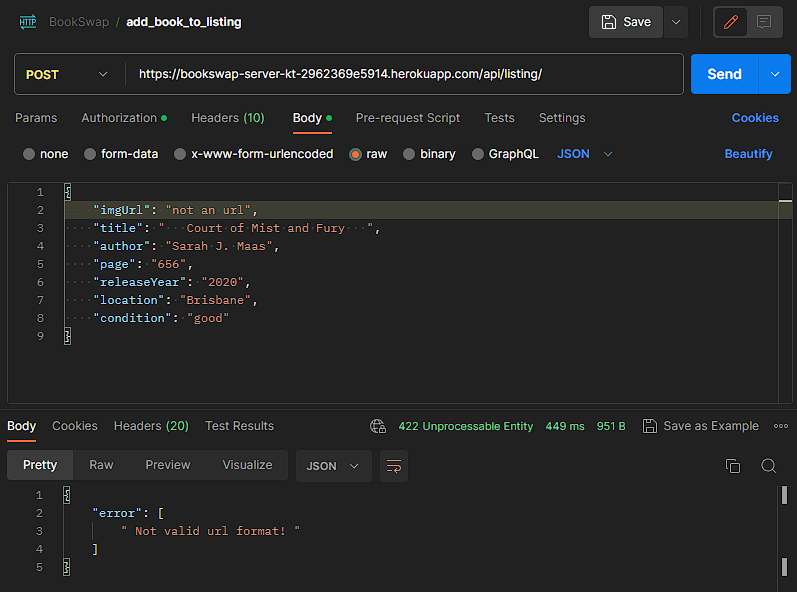 HTTP BookSwap / add_book_to_listing Save
POST https://bookswap-server-kt-2962369e5914.herokuapp.com/api/listing/ Send
Params Authorization Headers (10) Body Pre-request Script Tests Settings Cookies
none form-data x-www-form-urlencoded raw binary GraphQL JSON Beautify
1 {
2 "imgUrl": "not an url",
3 "title": "   Court of Mist and Fury   ",
4 "author": "Sarah J. Maas",
5 "page": "656",
6 "releaseYear": "2020",
7 "location": "Brisbane",
8 "condition": "good"
9 }
Body Cookies Headers (20) Test Results 422 Unprocessable Entity 449 ms 951 B Save as Example
Pretty Raw Preview Visualize JSON
1 {
2 "error": [
3 " Not valid url format! "
4 ]
5 }